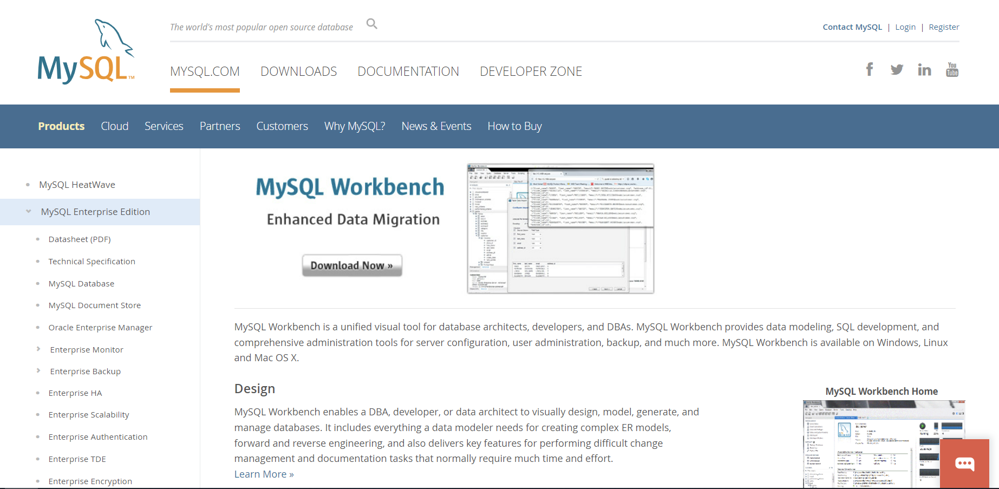 The world's most popular open source database
Contact MySQL | Login | Register
MySQL™
MYSQL.COM DOWNLOADS DOCUMENTATION DEVELOPER ZONE
You Tube
Products Cloud Services Partners Customers Why MySQL? News & Events How to Buy
MySQL HeatWave
MySQL Enterprise Edition
Datasheet (PDF)
Technical Specification
MySQL Database
MySQL Document Store
Oracle Enterprise Manager
Enterprise Monitor
Enterprise Backup
Enterprise HA
Enterprise Scalability
Enterprise Authentication
Enterprise TDE
Enterprise Encryption
MySQL Workbench
Enhanced Data Migration
Download Now »
MySQL Workbench is a unified visual tool for database architects, developers, and DBAs. MySQL Workbench provides data modeling, SQL development, and
comprehensive administration tools for server configuration, user administration, backup, and much more. MySQL Workbench is available on Windows, Linux
and Mac OS X.
Design
MySQL Workbench enables a DBA, developer, or data architect to visually design, model, generate, and
manage databases. It includes everything a data modeler needs for creating complex ER models,
forward and reverse engineering, and also delivers key features for performing difficult change
management and documentation tasks that normally require much time and effort.
Learn More »
MySQL Workbench Home